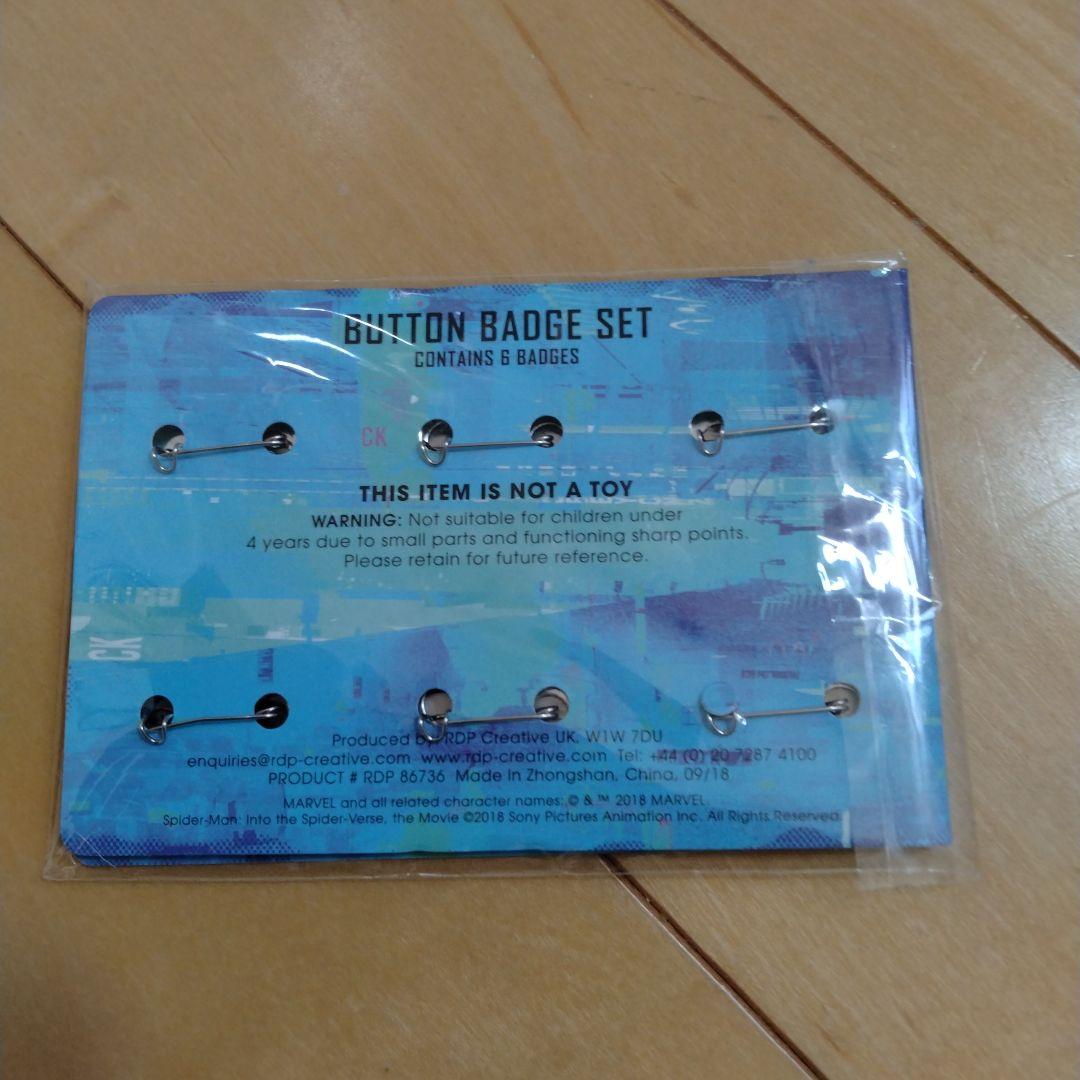 BUTTON BADGE SET
CONTAINS 6 BADGES
CK
THIS ITEM IS NOT A TOY
WARNING: Not suitable for children under
4 years due to small parts and functioning sharp points.
Please retain for future reference.
CK
Produced by RDP Creative UK, W1W 7DU
enquiries@rdp-creative.com www.rdp-creative.com Tel: +44 (0) 20 7287 4100
PRODUCT # RDP 86736 Made in Zhongshan, China, 09/18
MARVEL and all related character names: © & ™ 2018 MARVEL.
Spider-Man: Into the Spider-Verse, the Movie ©2018 Sony Pictures Animation Inc. All Rights Reserved.